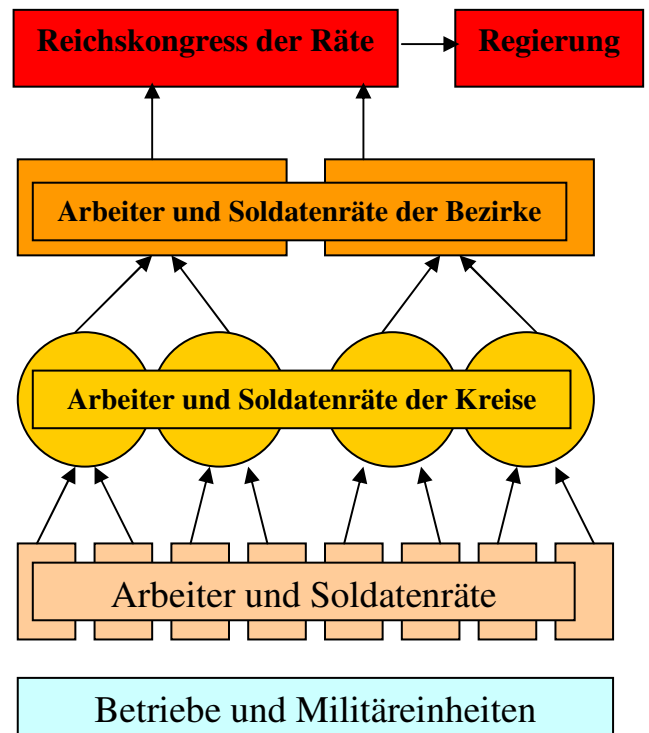 Reichskongress der Räte
Regierung
Arbeiter und Soldatenräte der Bezirke
Arbeiter und Soldatenräte der Kreise
Arbeiter und Soldatenräte
Betriebe und Militäreinheiten